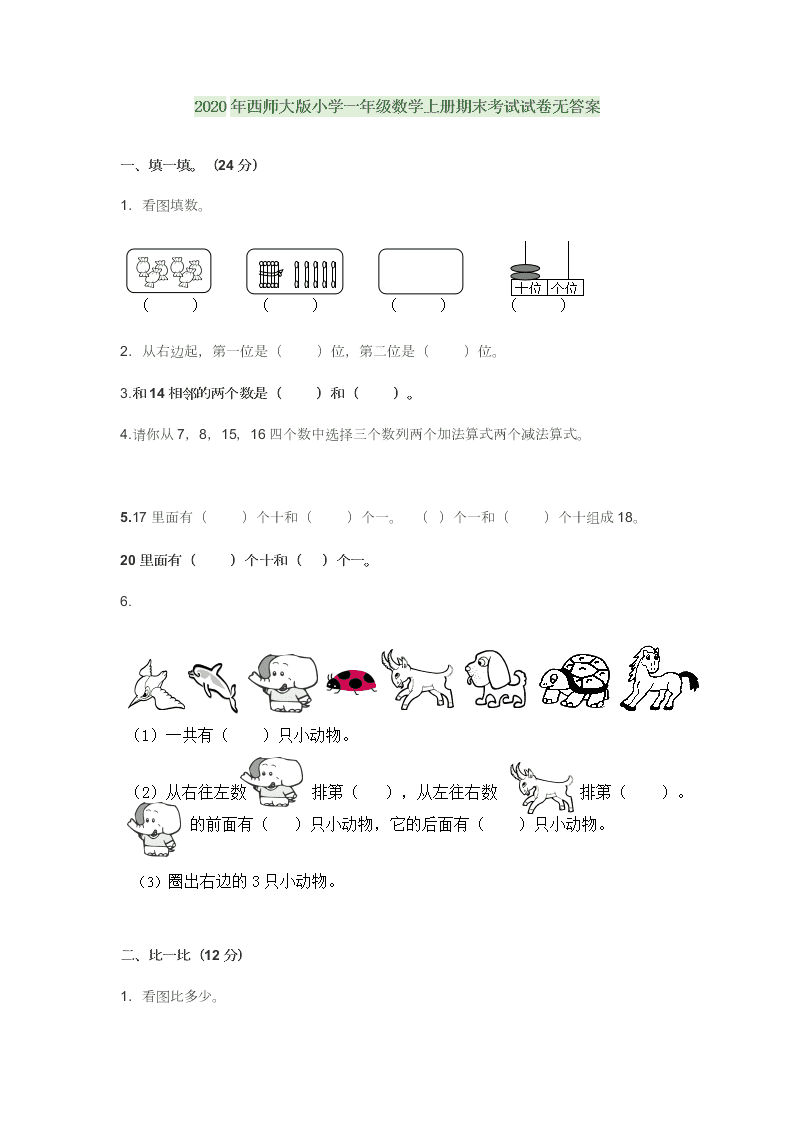 2020年西师大版小学一年级数学上册期末考试试卷无答案
一、填一填。（24分）
1．看图填数。
十位 个位
（　　） （　　） （　　） （　　）
2．从右边起，第一位是（　　）位，第二位是（　　）位。
3.和14相邻的两个数是（　　）和（　　）。
4.请你从7，8，15，16四个数中选择三个数列两个加法算式两个减法算式。
5.17里面有（　　）个十和（　　）个一。（ ）个一和（　　）个十组成18。
20里面有（　　）个十和（　）个一。
6.
（1）一共有（　　）只小动物。
（2）从右往左数 排第（　），从左往右数 排第（　　）。
的前面有（　）只小动物，它的后面有（　　）只小动物。
（3）圈出右边的3只小动物。
二、比一比（12分）
1．看图比多少。